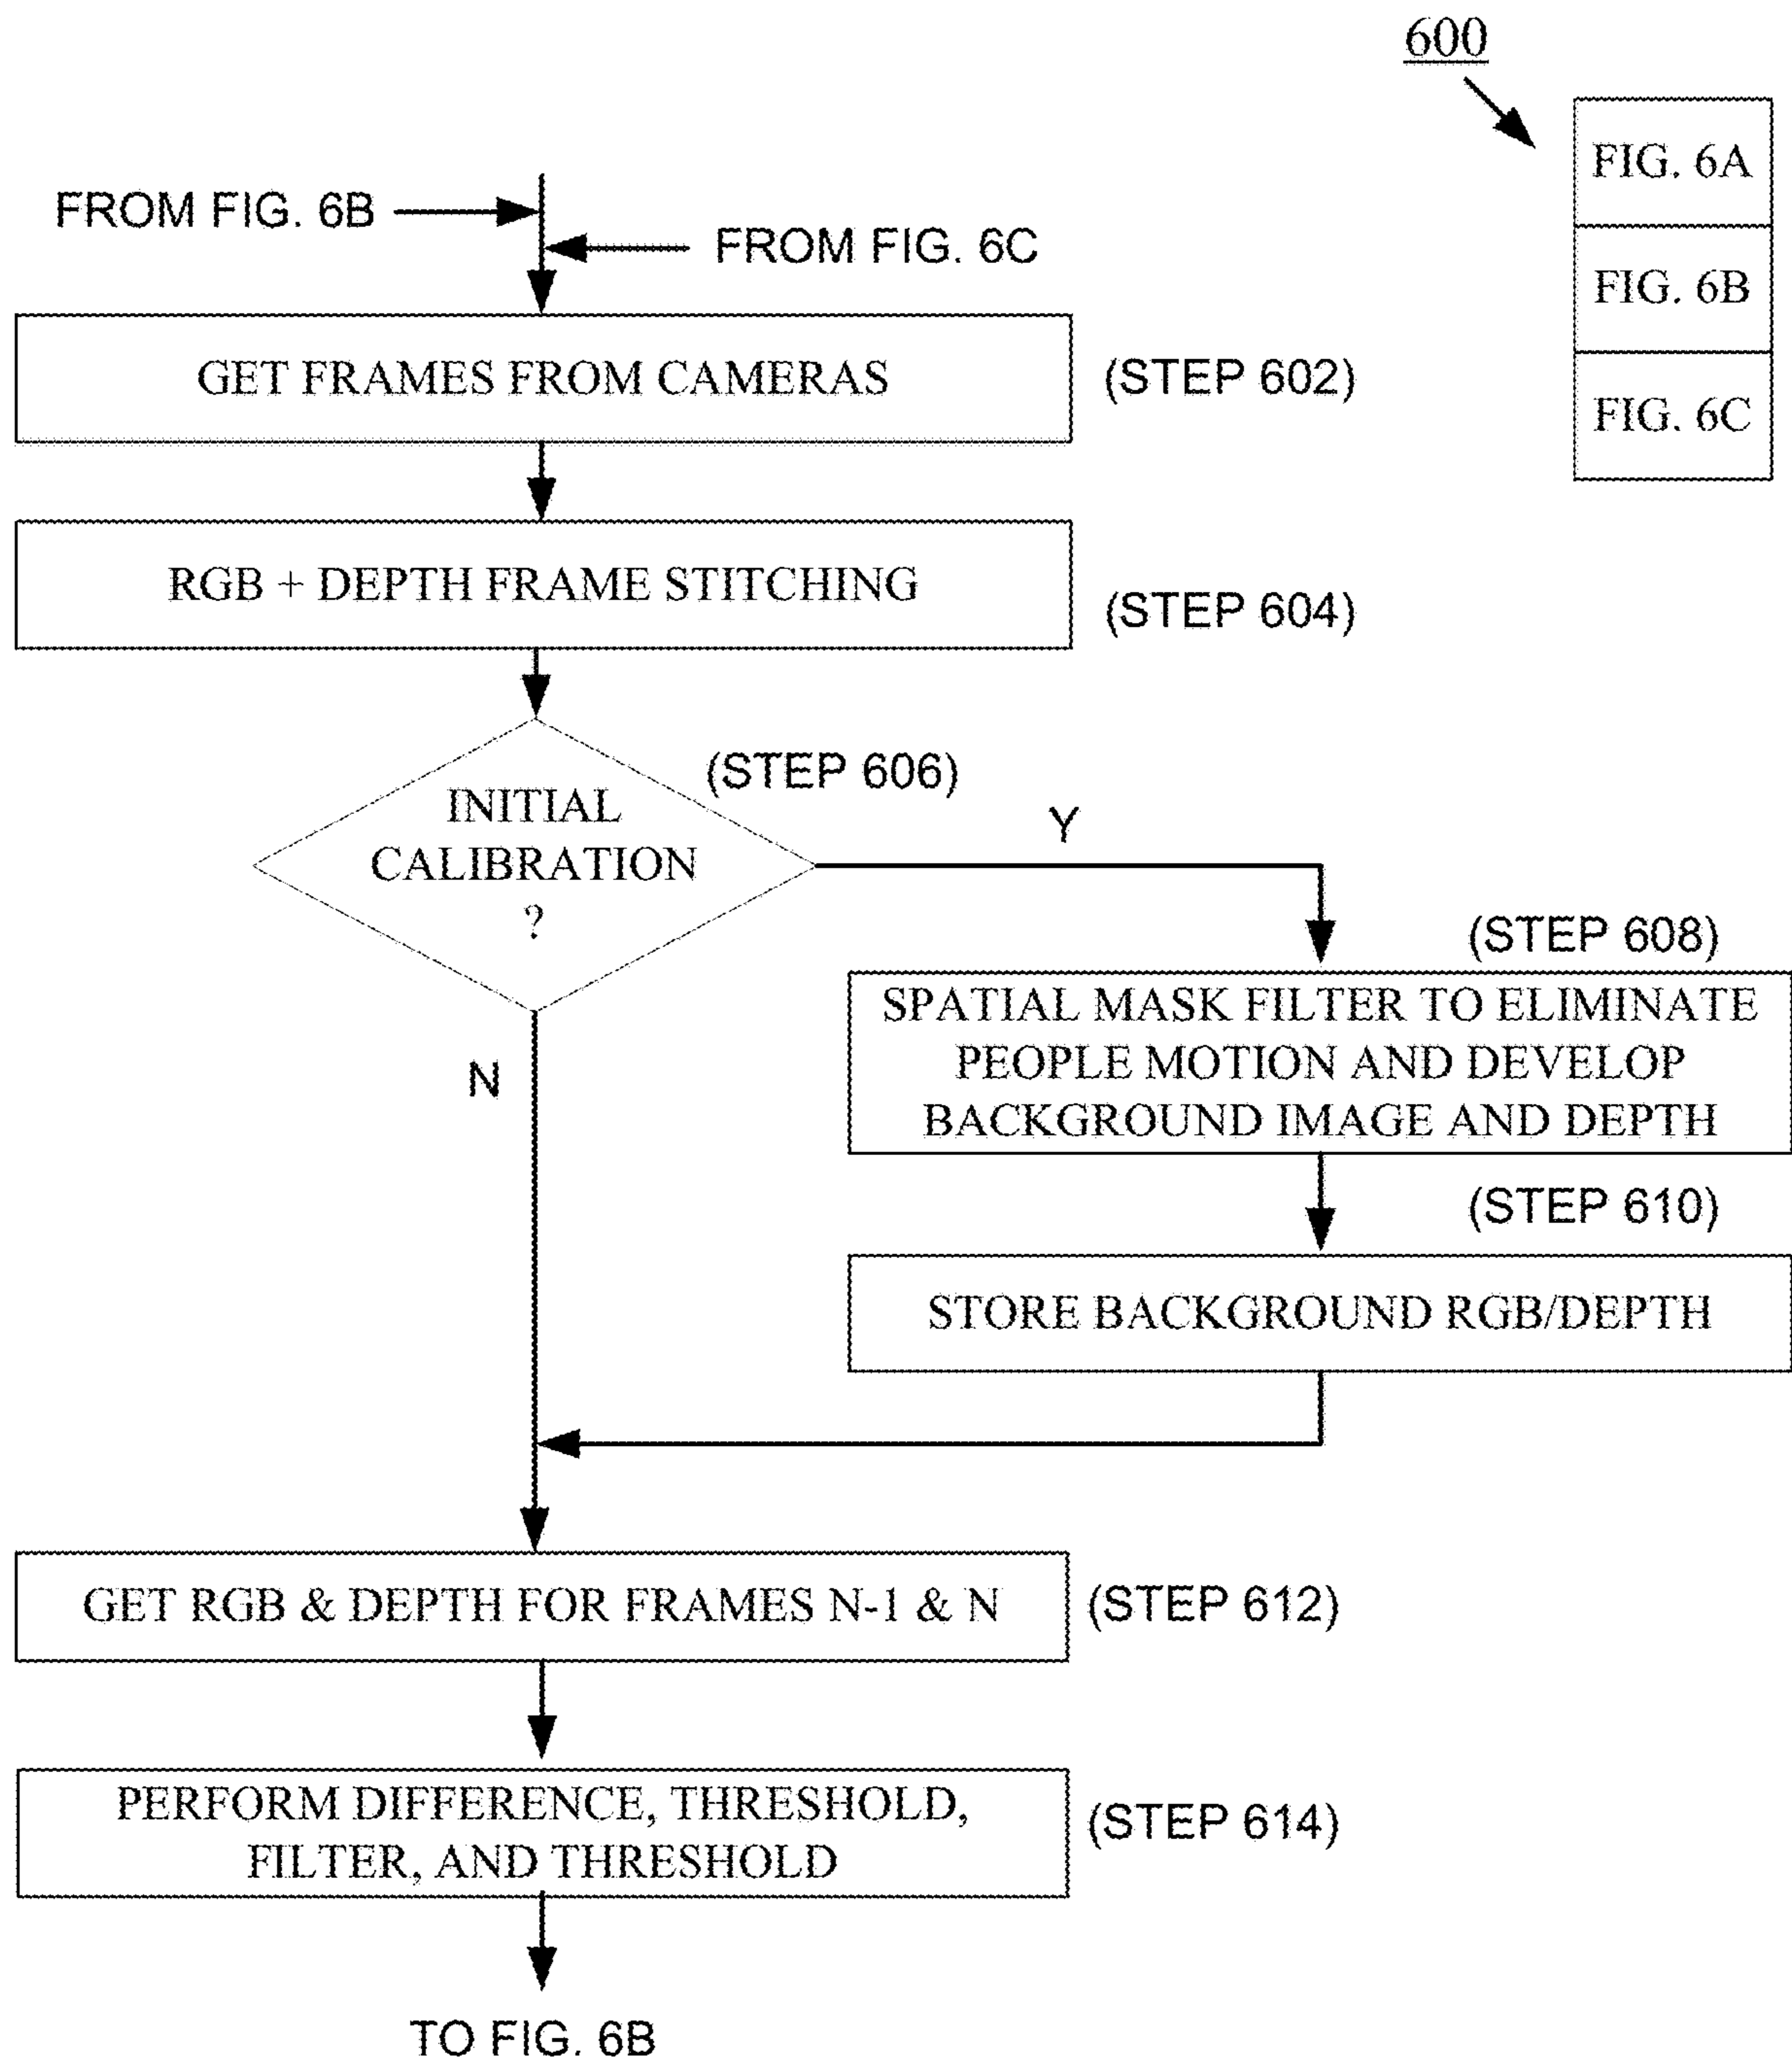 600
FIG. 6A
FROM FIG. 6B
FROM FIG. 6C
FIG. 6B
GET FRAMES FROM CAMERAS
(STEP 602)
FIG. 6C
RGB + DEPTH FRAME STITCHING
(STEP 604)
(STEP 606)
INITIAL
CALIBRATION
?
Y
N
(STEP 608)
SPATIAL MASK FILTER TO ELIMINATE
PEOPLE MOTION AND DEVELOP
BACKGROUND IMAGE AND DEPTH
(STEP 610)
STORE BACKGROUND RGB/DEPTH
GET RGB & DEPTH FOR FRAMES N-1 & N
(STEP 612)
PERFORM DIFFERENCE, THRESHOLD,
FILTER, AND THRESHOLD
(STEP 614)
TO FIG. 6B